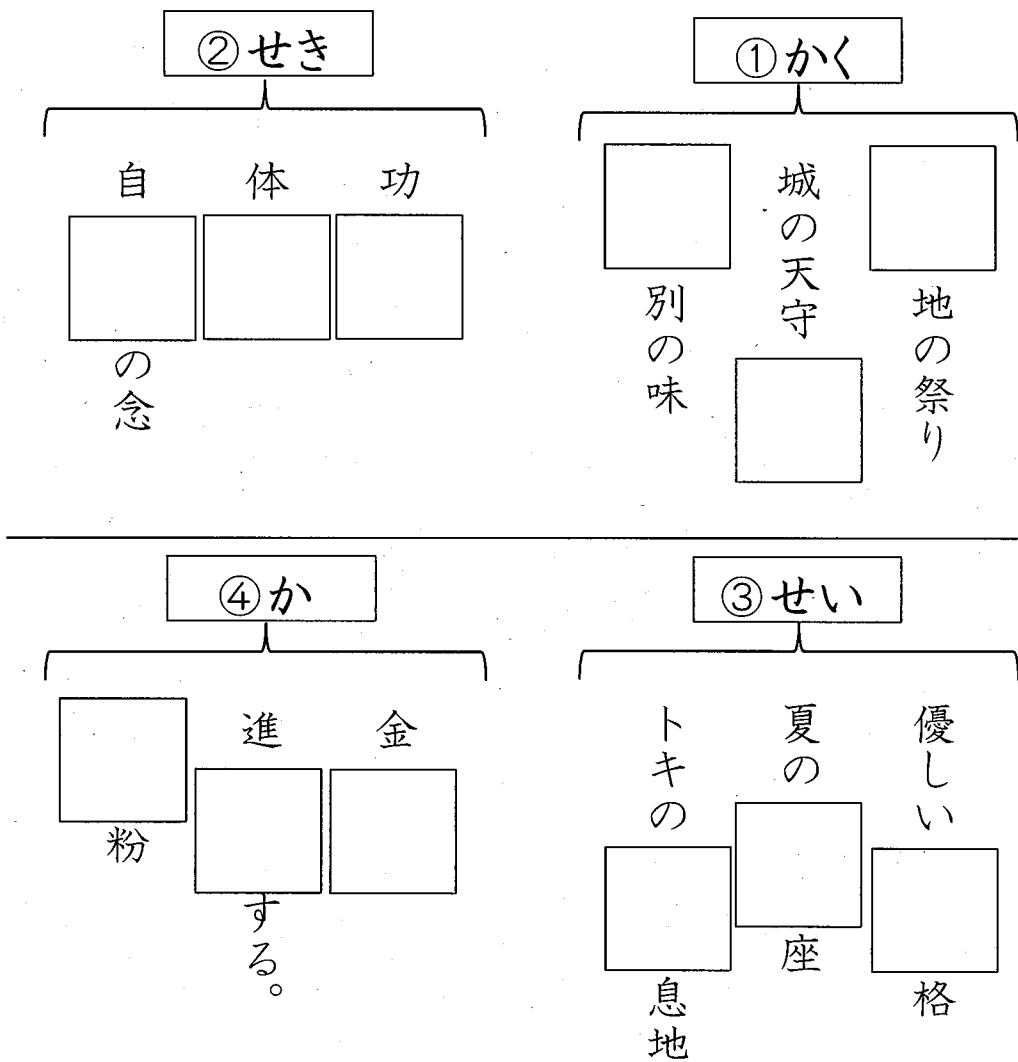 ①かく
□地の祭り
城の天守□
□別の味
②せき
功□
体□
自□の念
③せい
優しい□格
夏の□座
トキの□息地
④か
金□
進□する。
□粉